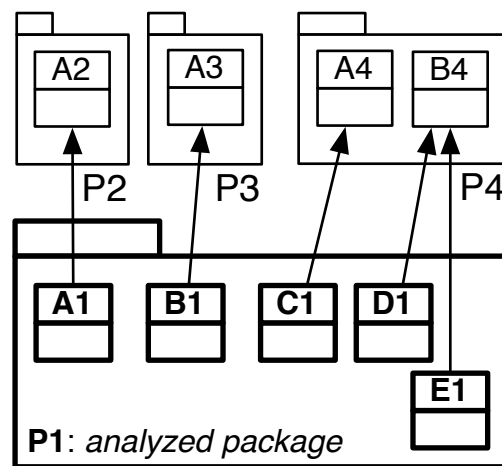 A2 A3 A4 B4
P2 P3 P4
A1 B1 C1 D1
E1
P1: analyzed package